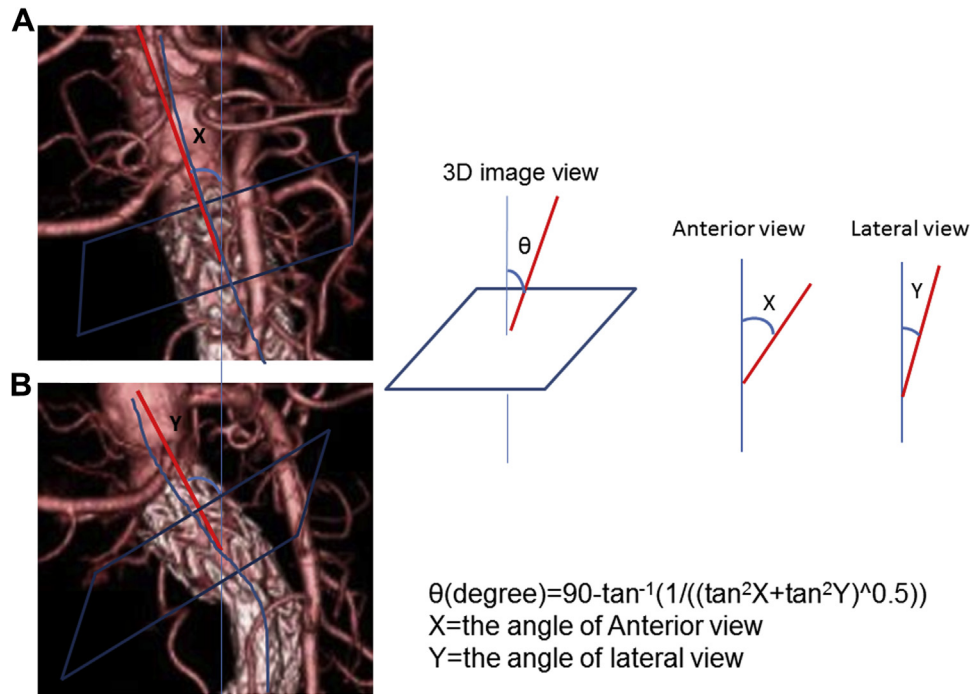 A
X
B
Y
3D image view
θ
Anterior view
X
Lateral view
Y
θ(degree)=90-tan⁻¹(1/((tan²X+tan²Y)^0.5))
X=the angle of Anterior view
Y=the angle of lateral view